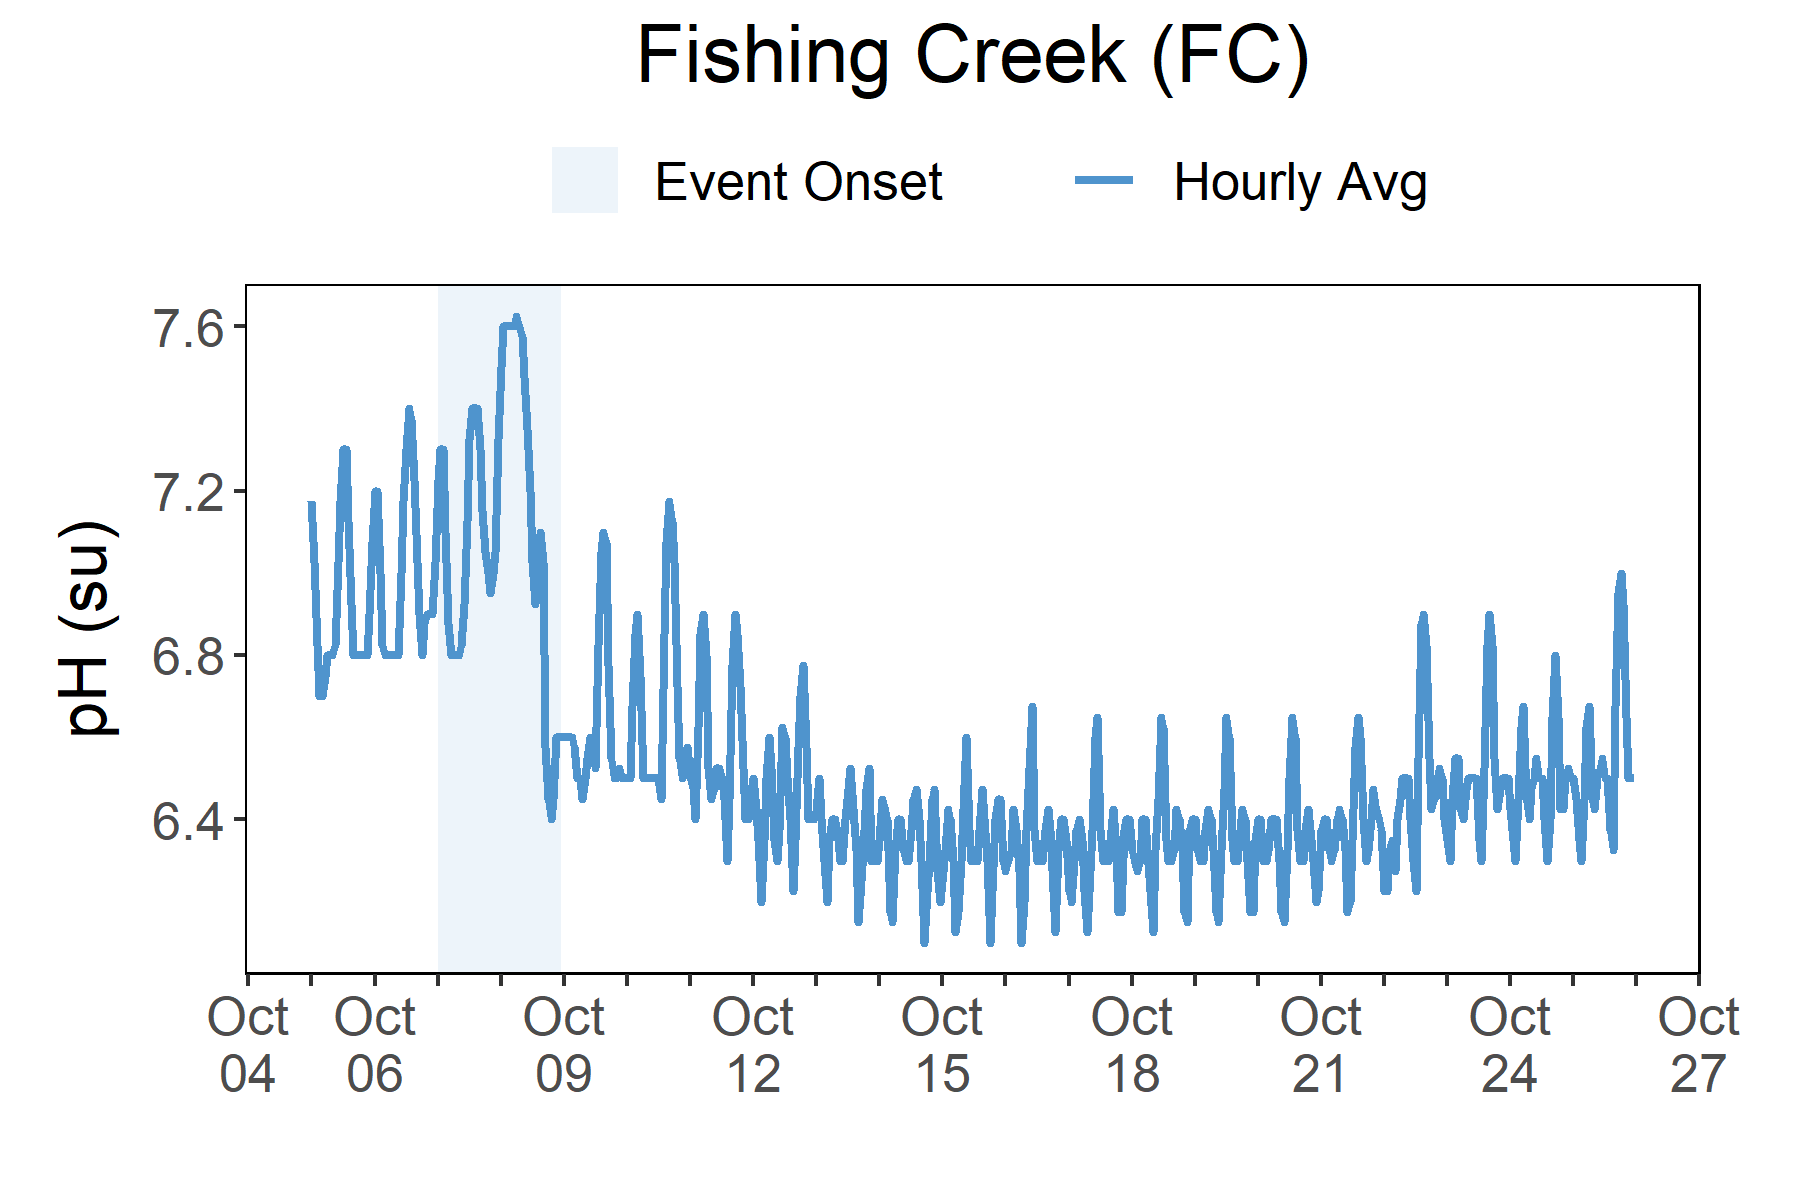 Fishing Creek (FC)
Event Onset Hourly Avg
pH (su)
7.6
7.2
6.8
6.4
Oct Oct Oct Oct Oct Oct Oct Oct Oct
04 06 09 12 15 18 21 24 27